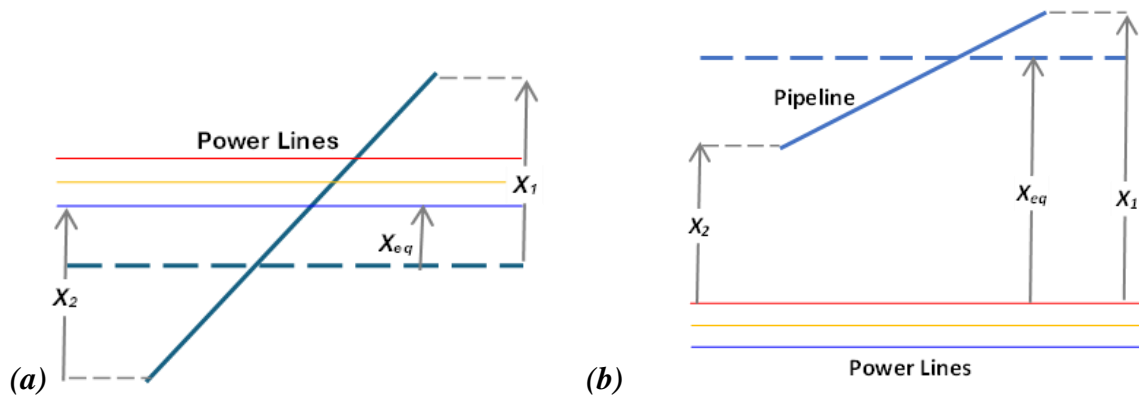 Power Lines
X1
Xeq
X2
(a)
Pipeline
X2
Xeq
X1
Power Lines
(b)